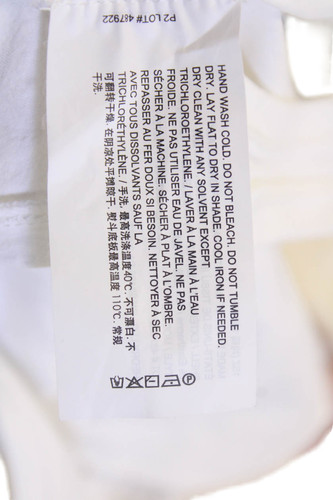 P2 LOT# 487922
HAND WASH COLD. DO NOT BLEACH. DO NOT TUMBLE
DRY. LAY FLAT TO DRY IN SHADE. COOL IRON IF NEEDED.
DRY CLEAN WITH ANY SOLVENT EXCEPT
TRICHLOROETHYLENE. / LAVER À LA MAIN À L'EAU
FROIDE. NE PAS UTILISER EAU DE JAVEL. NE PAS
SÉCHER À LA MACHINE. SÉCHER À PLAT À L'OMBRE.
REPASSER AU FER DOUX SI BESOIN. NETTOYER À SEC
AVEC TOUS DISSOLVANTS SAUF LA
TRICHLORÉTHYLÈNE. / 手洗. 最高洗涤温度40℃. 不可漂白. 不
可翻转干燥. 在阴凉处平摊晾干. 熨斗底板最高温度 110℃. 常规
干洗.